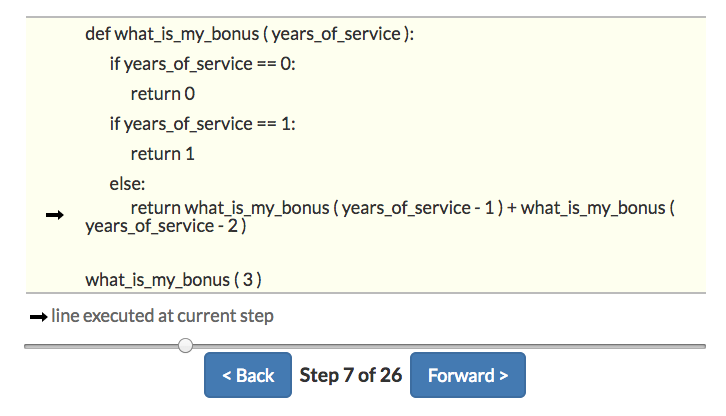 def what_is_my_bonus ( years_of_service ):
if years_of_service == 0:
return 0
if years_of_service == 1:
return 1
else:
return what_is_my_bonus ( years_of_service - 1 ) + what_is_my_bonus (
years_of_service - 2 )
what_is_my_bonus ( 3 )
line executed at current step
< Back Step 7 of 26 Forward >